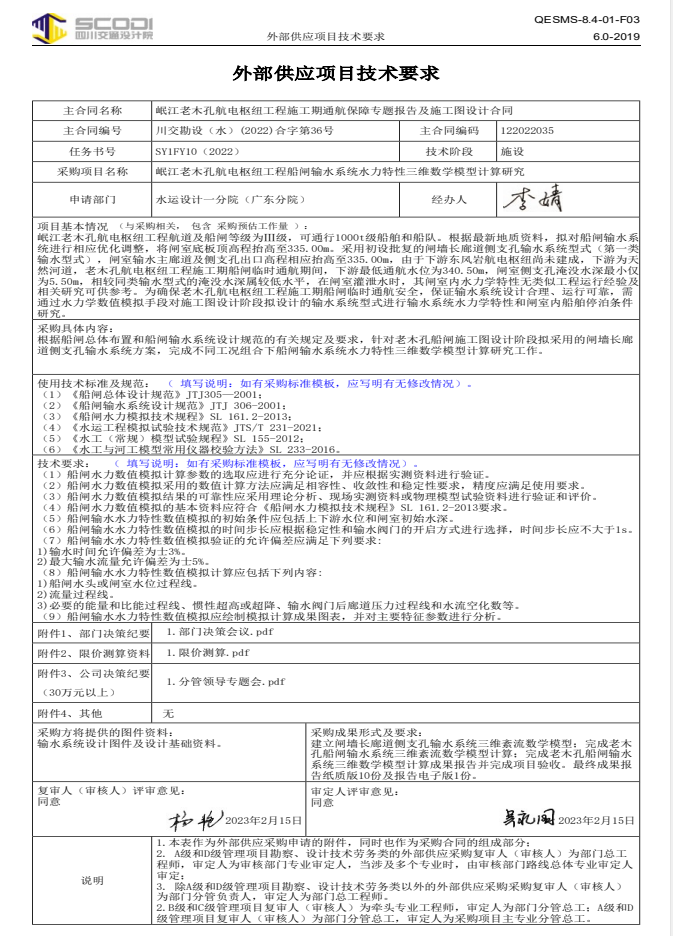 SCODI
四川交通设计院
外部供应项目技术要求
QESMS-8.4-01-F03
6.0-2019
外部供应项目技术要求
主合同名称 岷江老木孔航电枢纽工程施工期通航保障专题报告及施工图设计合同
主合同编号 川交勘设（水）(2022)合字第36号 主合同编码 122022035
任务书号 SY1FY10（2022） 技术阶段 施设
采购项目名称 岷江老木孔航电枢纽工程船闸输水系统水力特性三维数学模型计算研究
申请部门 水运设计一分院（广东分院） 经办人 李婧
项目基本情况 （与采购相关，包含 采购预估工作量 ）：
岷江老木孔航电枢纽工程航道及船闸等级为Ⅲ级，可通行1000t级船舶和船队。根据最新地质资料，拟对船闸输水系
统进行相应优化调整，将闸室底板顶高程抬高至335.00m。采用初设批复的闸墙长廊道侧支孔输水系统型式（第一类
输水型式），闸室输水主廊道及侧支孔出口高程相应抬高至335.00m，由于下游东风岩航电枢纽尚未建成，下游为天
然河道，老木孔航电枢纽工程施工期船闸临时通航期间，下游最低通航水位为340.50m，闸室侧支孔淹没水深最小仅
为5.50m，相较同类输水型式的淹没水深属较低水平，在闸室灌泄水时，其闸室内水力学特性无类似工程运行经验及
相关研究可供参考。为确保老木孔航电枢纽工程施工期船闸临时通航安全，保证输水系统设计合理、运行可靠，需
通过水力学数值模拟手段对施工图设计阶段拟设计的输水系统型式进行输水系统水力学特性和闸室内船舶停泊条件
研究。
采购具体内容：
根据船闸总体布置和船闸输水系统设计规范的有关规定及要求，针对老木孔船闸施工图设计阶段拟采用的闸墙长廊
道侧支孔输水系统方案，完成不同工况组合下船闸输水系统水力特性三维数学模型计算研究工作。
使用技术标准及规范： （ 填写说明：如有采购标准模板，应写明有无修改情况）。
（1）《船闸总体设计规范》JTJ305—2001；
（2）《船闸输水系统设计规范》JTJ 306-2001；
（3）《船闸水力模拟技术规程》SL 161.2-2013；
（4）《水运工程模拟试验技术规范》JTS/T 231-2021；
（5）《水工（常规）模型试验规程》SL 155-2012；
（6）《水工与河工模型常用仪器校验方法》SL 233-2016。
技术要求： （ 填写说明：如有采购标准模板，应写明有无修改情况）。
（1）船闸水力数值模拟计算参数的选取应进行充分论证，并应根据实测资料进行验证。
（2）船闸水力数值模拟采用的数值计算方法应满足相容性、收敛性和稳定性要求，精度应满足使用要求。
（3）船闸水力数值模拟结果的可靠性应采用理论分析、现场实测资料或物理模型试验资料进行验证和评价。
（4）船闸水力数值模拟的基本资料应符合《船闸水力模拟技术规程》SL 161.2-2013要求。
（5）船闸输水水力特性数值模拟的初始条件应包括上下游水位和闸室初始水深。
（6）船闸输水水力特性数值模拟的时间步长应根据稳定性和输水阀门的开启方式进行选择，时间步长应不大于1s。
（7）船闸输水水力特性数值模拟验证的允许偏差应满足下列要求：
1)输水时间允许偏差为士3%。
2)最大输水流量允许偏差为士5%。
（8）船闸输水水力特性数值模拟计算应包括下列内容：
1)船闸水头或闸室水位过程线。
2)流量过程线。
3)必要的能量和比能过程线、惯性超高或超降、输水阀门后廊道压力过程线和水流空化数等。
（9）船闸输水水力特性数值模拟应绘制模拟计算成果图表，并对主要特征参数进行分析。
附件1、部门决策纪要 1.部门决策会议.pdf
附件2、限价测算资料 1.限价测算.pdf
附件3、公司决策纪要
（30万元以上） 1.分管领导专题会.pdf
附件4、其他 无
采购方将提供的图件资料：
输水系统设计图件及设计基础资料。
采购成果形式及要求：
建立闸墙长廊道侧支孔输水系统三维紊流数学模型；完成老木
孔船闸输水系统三维紊流数学模型计算；完成老木孔船闸输水
系统三维数学模型计算成果报告并完成项目验收。最终成果报
告纸质版10份及报告电子版1份。
复审人（审核人）评审意见：
同意
2023年2月15日
审定人评审意见：
同意
2023年2月15日
说明
1.本表作为外部供应采购申请的附件，同时也作为采购合同的组成部分；
2. A级和D级管理项目勘察、设计技术劳务类的外部供应采购复审人（审核人）为部门总工
程师，审定人为审核部门专业审定人，当涉及多个专业时，由审核部门路线总体专业审定人
审定；
3. 除A级和D级管理项目勘察、设计技术劳务类以外的外部供应采购采购复审人（审核人）
为部门分管负责人，审定人为部门总工程师。
2.B级和C级管理项目复审人（审核人）为牵头专业工程师，审定人为部门分管总工；A级和D
级管理项目复审人（审核人）为部门分管总工，审定人为采购项目主专业分管总工。